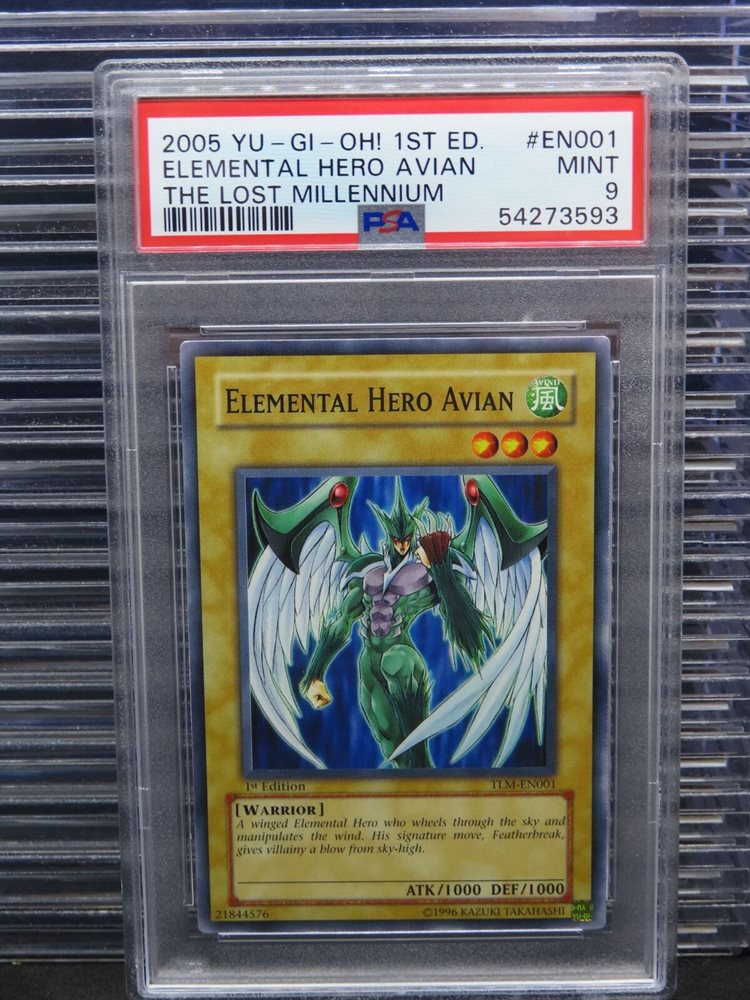 2005 YU-GI-OH! 1ST ED. #EN001
ELEMENTAL HERO AVIAN MINT
THE LOST MILLENNIUM 9
PSA 54273593
ELEMENTAL HERO AVIAN
WIND
風
1st Edition TLM-EN001
[WARRIOR]
A winged Elemental Hero who wheels through the sky and
manipulates the wind. His signature move, Featherbreak,
gives villainy a blow from sky-high.
ATK/1000 DEF/1000
21844576 ©1996 KAZUKI TAKAHASHI